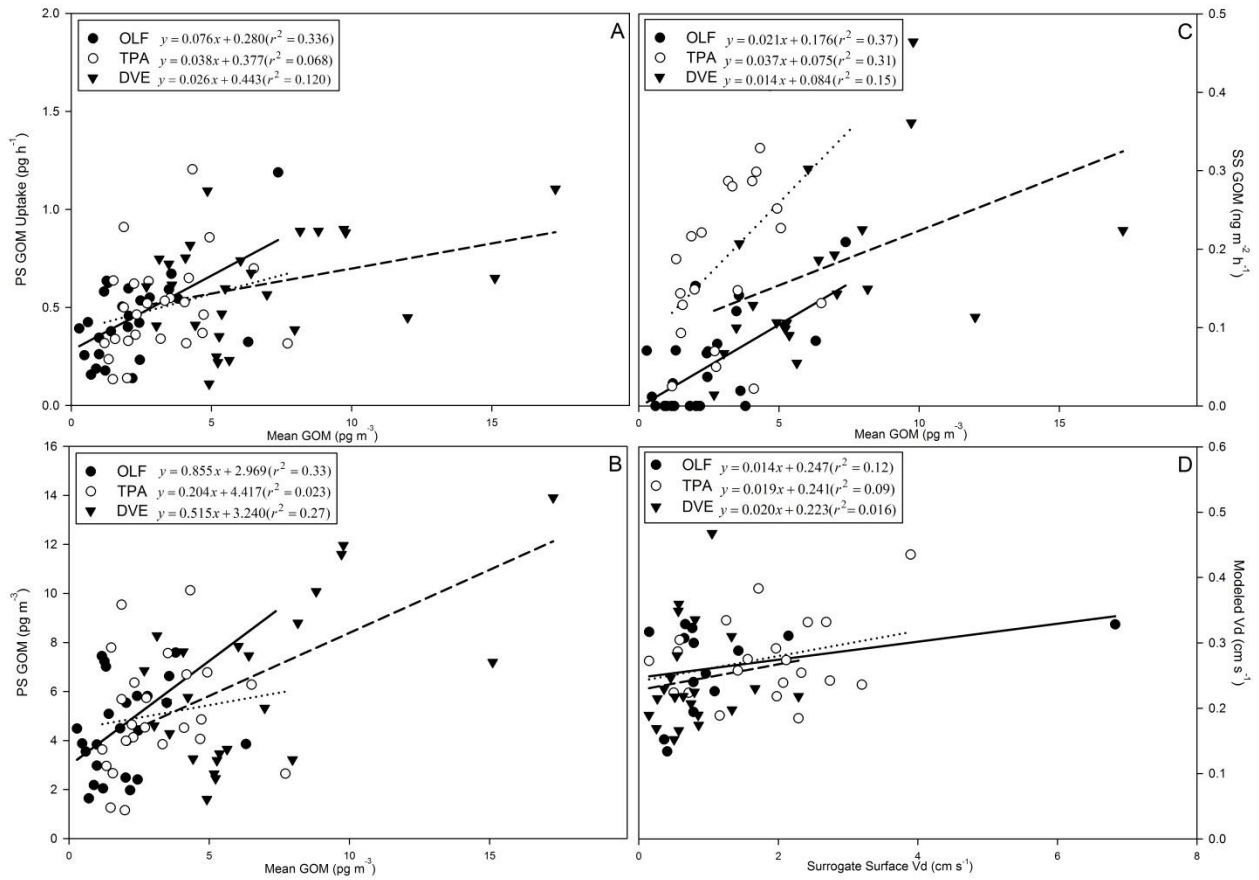 A
OLF y = 0.076x + 0.280(r² = 0.336)
TPA y = 0.038x + 0.377(r² = 0.068)
DVE y = 0.026x + 0.443(r² = 0.120)
PS GOM Uptake (pg h⁻¹)
2.0
1.5
1.0
0.5
0.0
0 5 10 15
Mean GOM (pg m⁻³)
C
OLF y = 0.021x + 0.176(r² = 0.37)
TPA y = 0.037x + 0.075(r² = 0.31)
DVE y = 0.014x + 0.084(r² = 0.15)
SS GOM (ng m⁻² h⁻¹)
0.5
0.4
0.3
0.2
0.1
0.0
0 5 10 15
Mean GOM (pg m⁻³)
B
OLF y = 0.855x + 2.969(r² = 0.33)
TPA y = 0.204x + 4.417(r² = 0.023)
DVE y = 0.515x + 3.240(r² = 0.27)
PS GOM (pg m⁻³)
16
14
12
10
8
6
4
2
0
0 5 10 15
Mean GOM (pg m⁻³)
D
OLF y = 0.014x + 0.247(r² = 0.12)
TPA y = 0.019x + 0.241(r² = 0.09)
DVE y = 0.020x + 0.223(r² = 0.016)
Modeled Vd (cm s⁻¹)
0.6
0.5
0.4
0.3
0.2
0.1
0.0
0 2 4 6 8
Surrogate Surface Vd (cm s⁻¹)